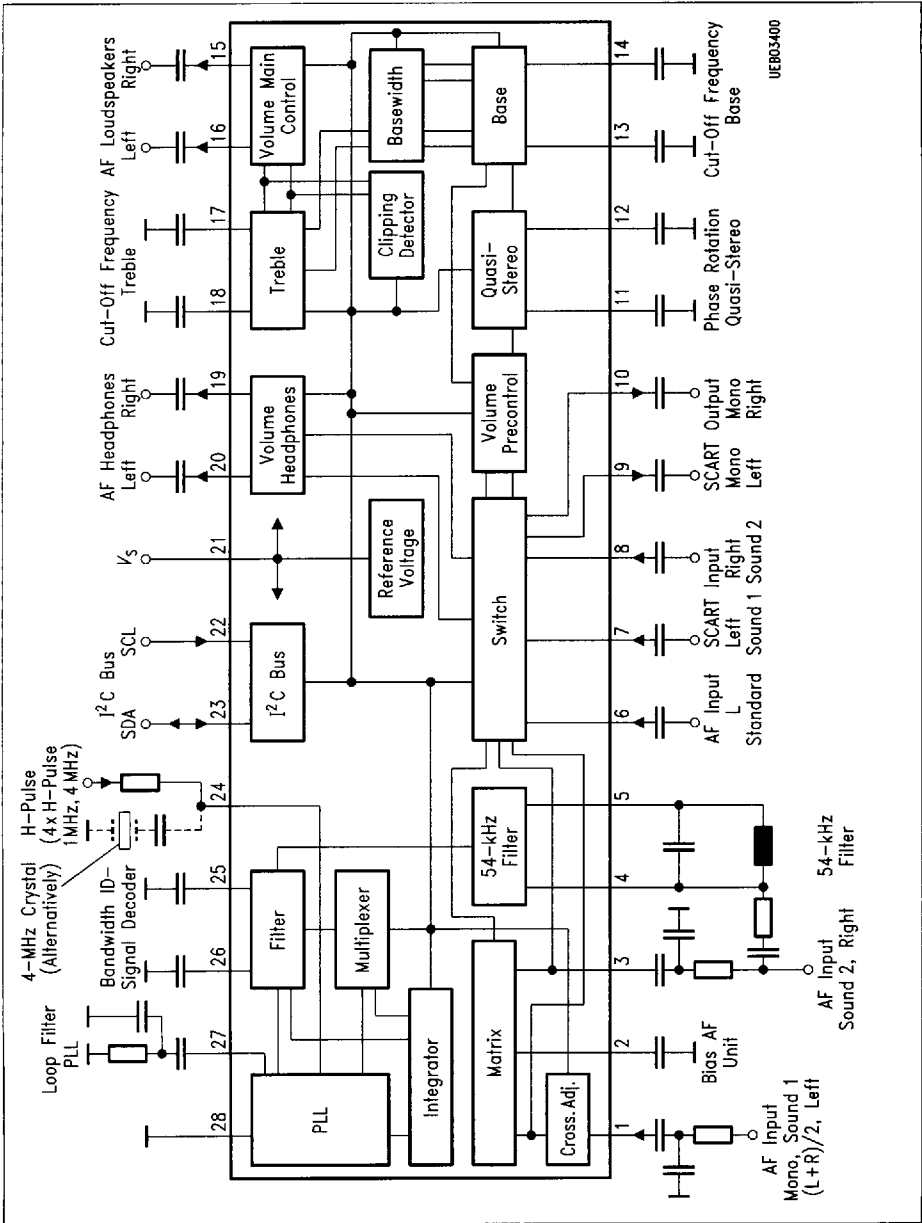 4-MHz Crystal
(Alternatively)
H-Pulse
(4 x H-Pulse
1MHz, 4 MHz)
Loop Filter
PLL
Bandwidth ID-
Signal Decoder
I²C Bus
SDA
SCL
Vs
AF Headphones
Left
Right
Cut-Off Frequency
Treble
AF Loudspeakers
Left
Right
28
27
26
25
24
23
22
21
20
19
18
17
16
15
PLL
Filter
Multiplexer
Integrator
I²C Bus
Reference
Voltage
Volume
Headphones
Treble
Volume Main
Control
Clipping
Detector
Basewidth
Matrix
Cross. Adj.
54-kHz
Filter
Switch
Volume
Precontrol
Quasi-
Stereo
Base
1
2
3
4
5
6
7
8
9
10
11
12
13
14
AF Input
Mono, Sound 1
(L+R)/2, Left
Bias AF
Unit
AF Input
Sound 2, Right
54-kHz
Filter
AF Input
L
Standard
SCART Input
Left Right
Sound 1 Sound 2
SCART Output
Mono Mono
Left Right
Phase Rotation
Quasi-Stereo
Cut-Off Frequency
Base
UEB03400